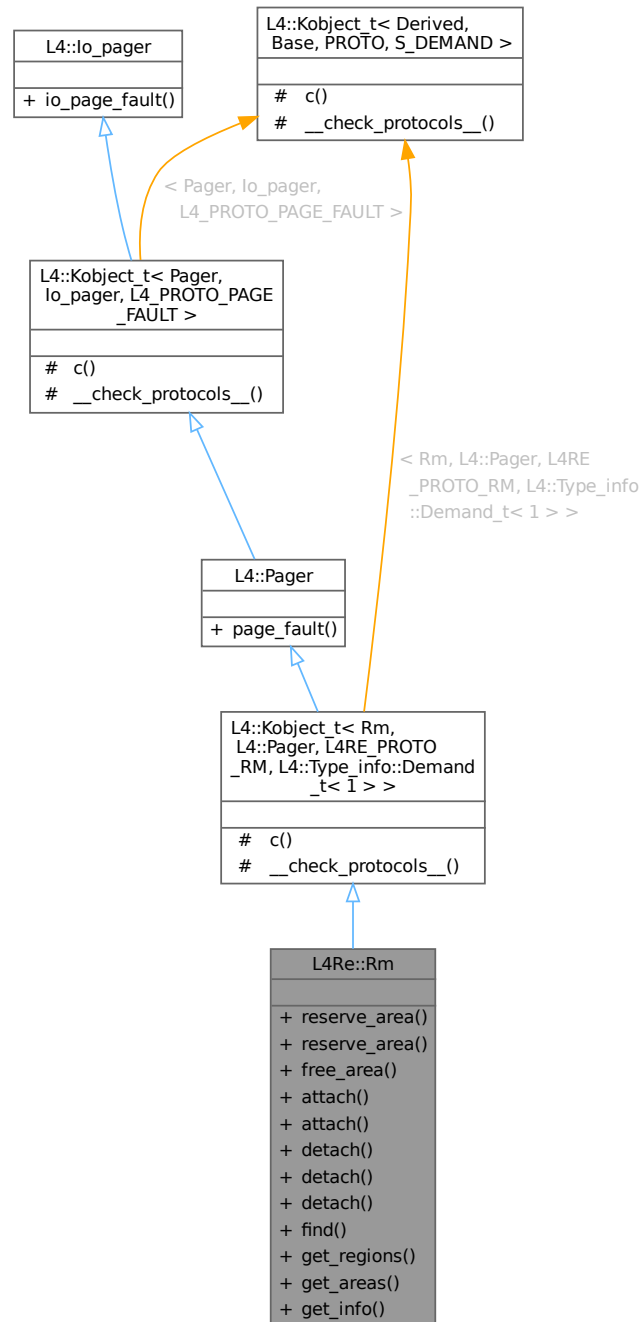 L4::Io_pager
+ io_page_fault()
L4::Kobject_t< Derived,
Base, PROTO, S_DEMAND >
# c()
# __check_protocols__()
< Pager, Io_pager,
L4_PROTO_PAGE_FAULT >
L4::Kobject_t< Pager,
Io_pager, L4_PROTO_PAGE
_FAULT >
# c()
# __check_protocols__()
< Rm, L4::Pager, L4RE
_PROTO_RM, L4::Type_info
::Demand_t< 1 > >
L4::Pager
+ page_fault()
L4::Kobject_t< Rm,
L4::Pager, L4RE_PROTO
_RM, L4::Type_info::Demand
_t< 1 > >
# c()
# __check_protocols__()
L4Re::Rm
+ reserve_area()
+ reserve_area()
+ free_area()
+ attach()
+ attach()
+ detach()
+ detach()
+ detach()
+ find()
+ get_regions()
+ get_areas()
+ get_info()